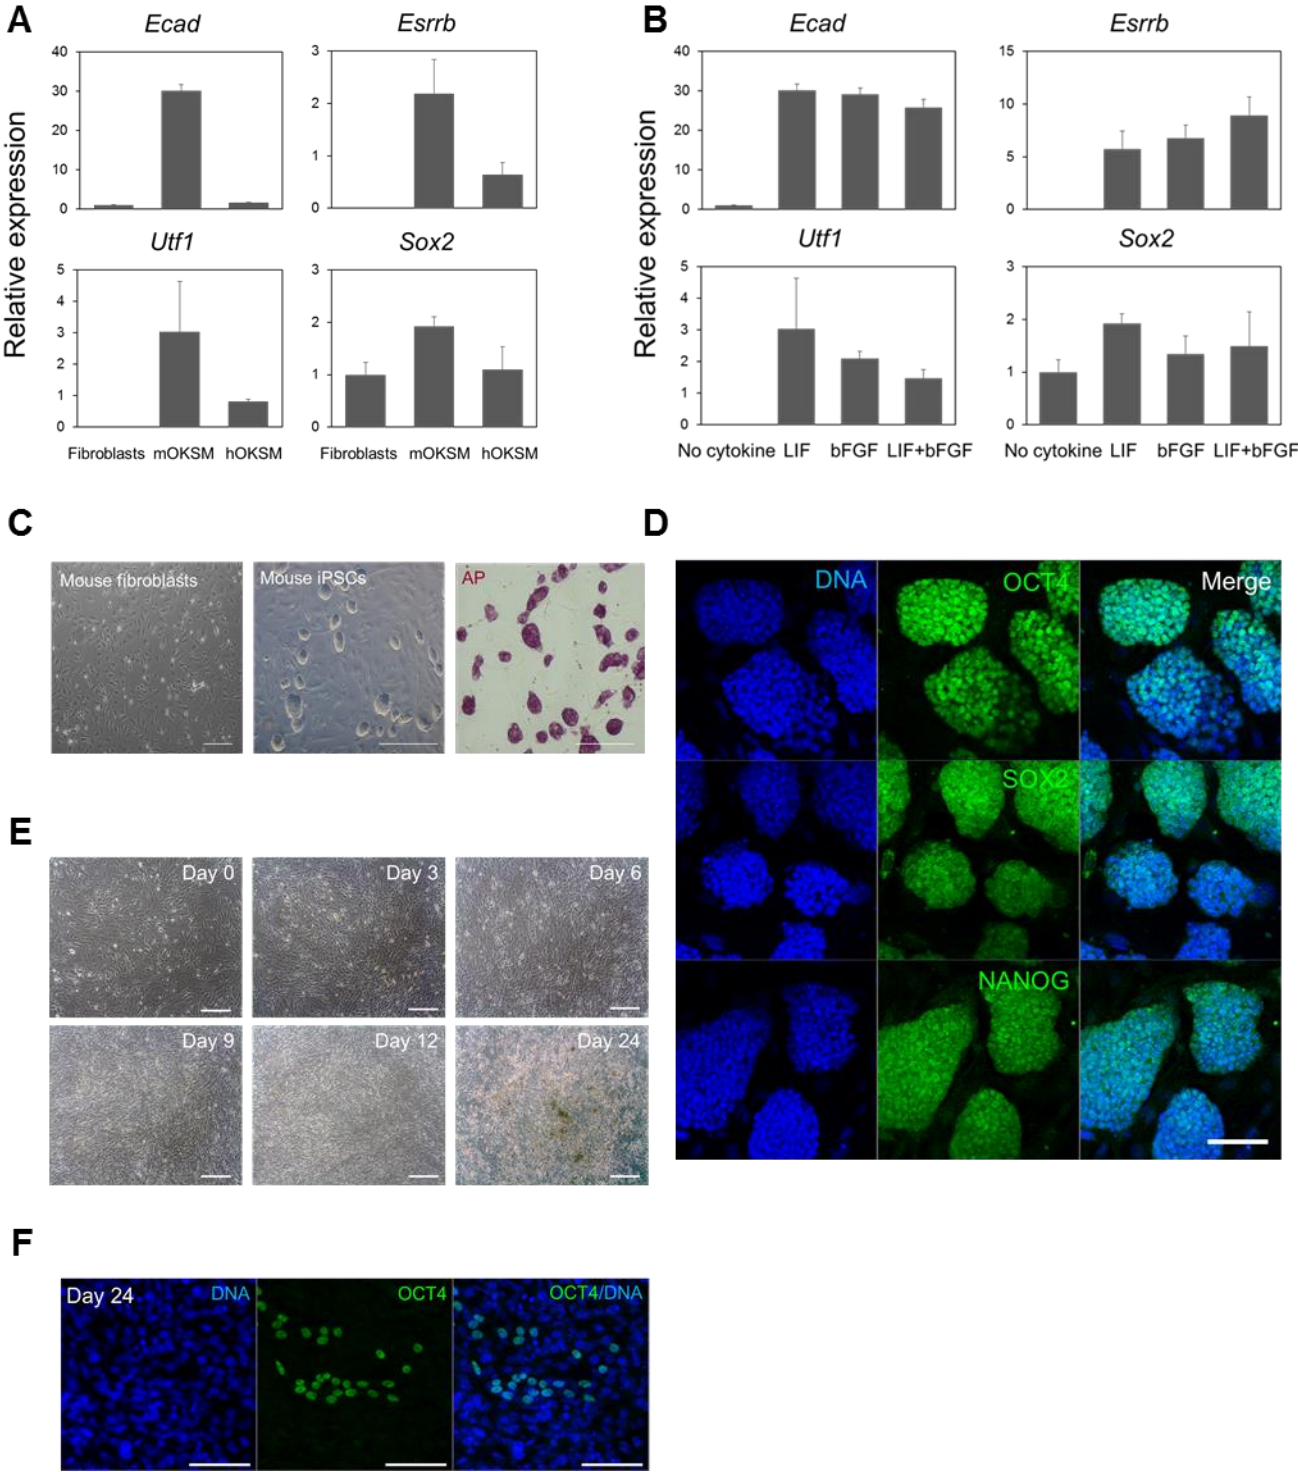 A
Ecad
Esrrb
Relative expression
40
30
20
10
0
3
2
1
0
Utf1
Sox2
5
4
3
2
1
0
3
2
1
0
Fibroblasts mOKSM hOKSM
Fibroblasts mOKSM hOKSM
B
Ecad
Esrrb
Relative expression
40
30
20
10
0
15
10
5
0
Utf1
Sox2
5
4
3
2
1
0
3
2
1
0
No cytokine LIF bFGF LIF+bFGF
No cytokine LIF bFGF LIF+bFGF
C
Mouse fibroblasts
Mouse iPSCs
AP
D
DNA
OCT4
Merge
SOX2
NANOG
E
Day 0
Day 3
Day 6
Day 9
Day 12
Day 24
F
Day 24
DNA
OCT4
OCT4/DNA